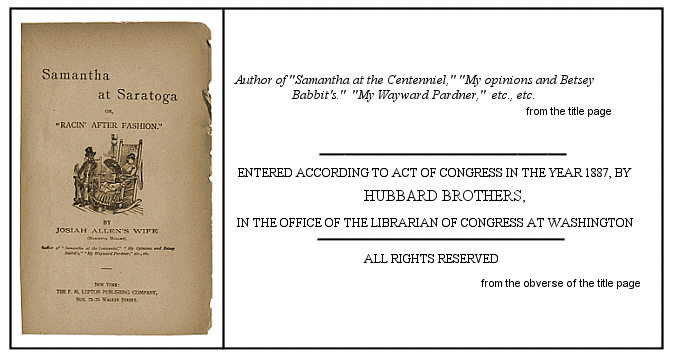 Samantha
at Saratoga
OR,
"RACIN' AFTER FASHION."
BY
JOSIAH ALLEN'S WIFE
(MARIETTA HOLLEY)
Author of "Samantha at the Centennial," "My Opinions and Betsey
Babbit's," "My Wayward Pardner," etc., etc.
NEW YORK:
THE F. M. LUPTON PUBLISHING COMPANY,
NOS. 72-76 WALKER STREET.
Author of "Samantha at the Centenniel," "My opinions and Betsey
Babbit's." "My Wayward Pardner," etc., etc.
from the title page
ENTERED ACCORDING TO ACT OF CONGRESS IN THE YEAR 1887, BY
HUBBARD BROTHERS,
IN THE OFFICE OF THE LIBRARIAN OF CONGRESS AT WASHINGTON
ALL RIGHTS RESERVED
from the obverse of the title page